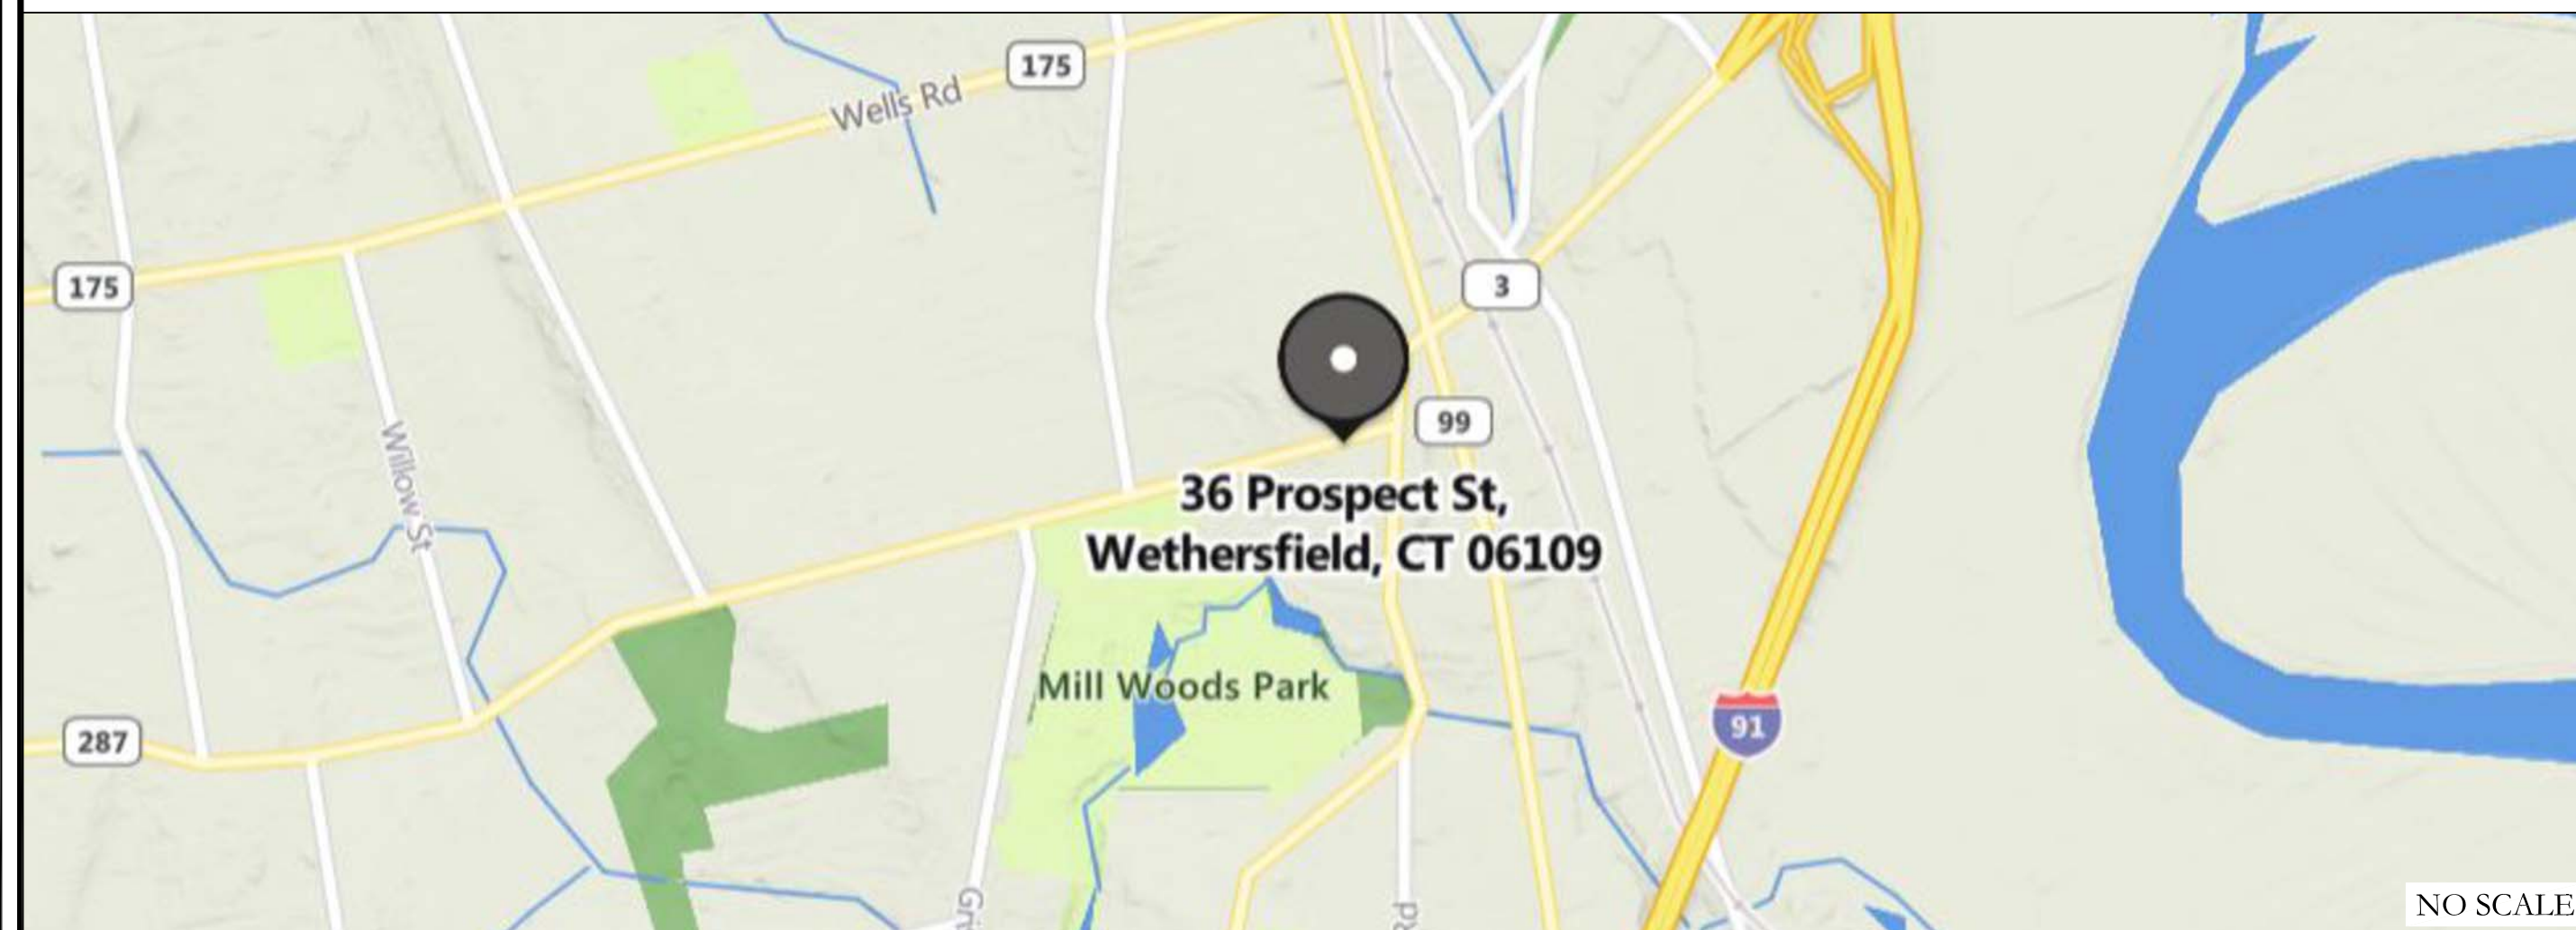 175
Wells Rd
175
3
99
Willow St
36 Prospect St,
Wethersfield, CT 06109
Mill Woods Park
287
91
NO SCALE